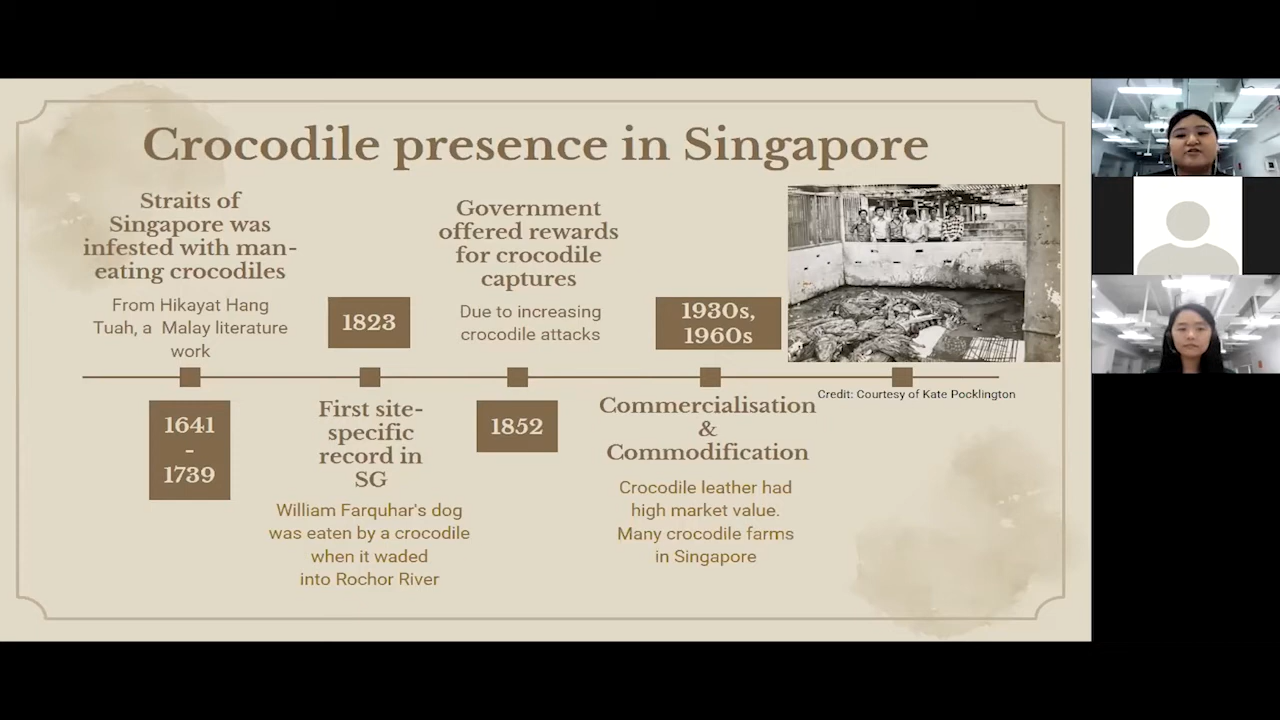 Crocodile presence in Singapore
Straits of
Singapore was
infested with man-
eating crocodiles
From Hikayat Hang
Tuah, a Malay literature
work
1641
-
1739
1823
First site-
specific
record in
SG
William Farquhar's dog
was eaten by a crocodile
when it waded
into Rochor River
Government
offered rewards
for crocodile
captures
Due to increasing
crocodile attacks
1852
1930s,
1960s
Commercialisation
&
Commodification
Crocodile leather had
high market value.
Many crocodile farms
in Singapore
Credit: Courtesy of Kate Pocklington